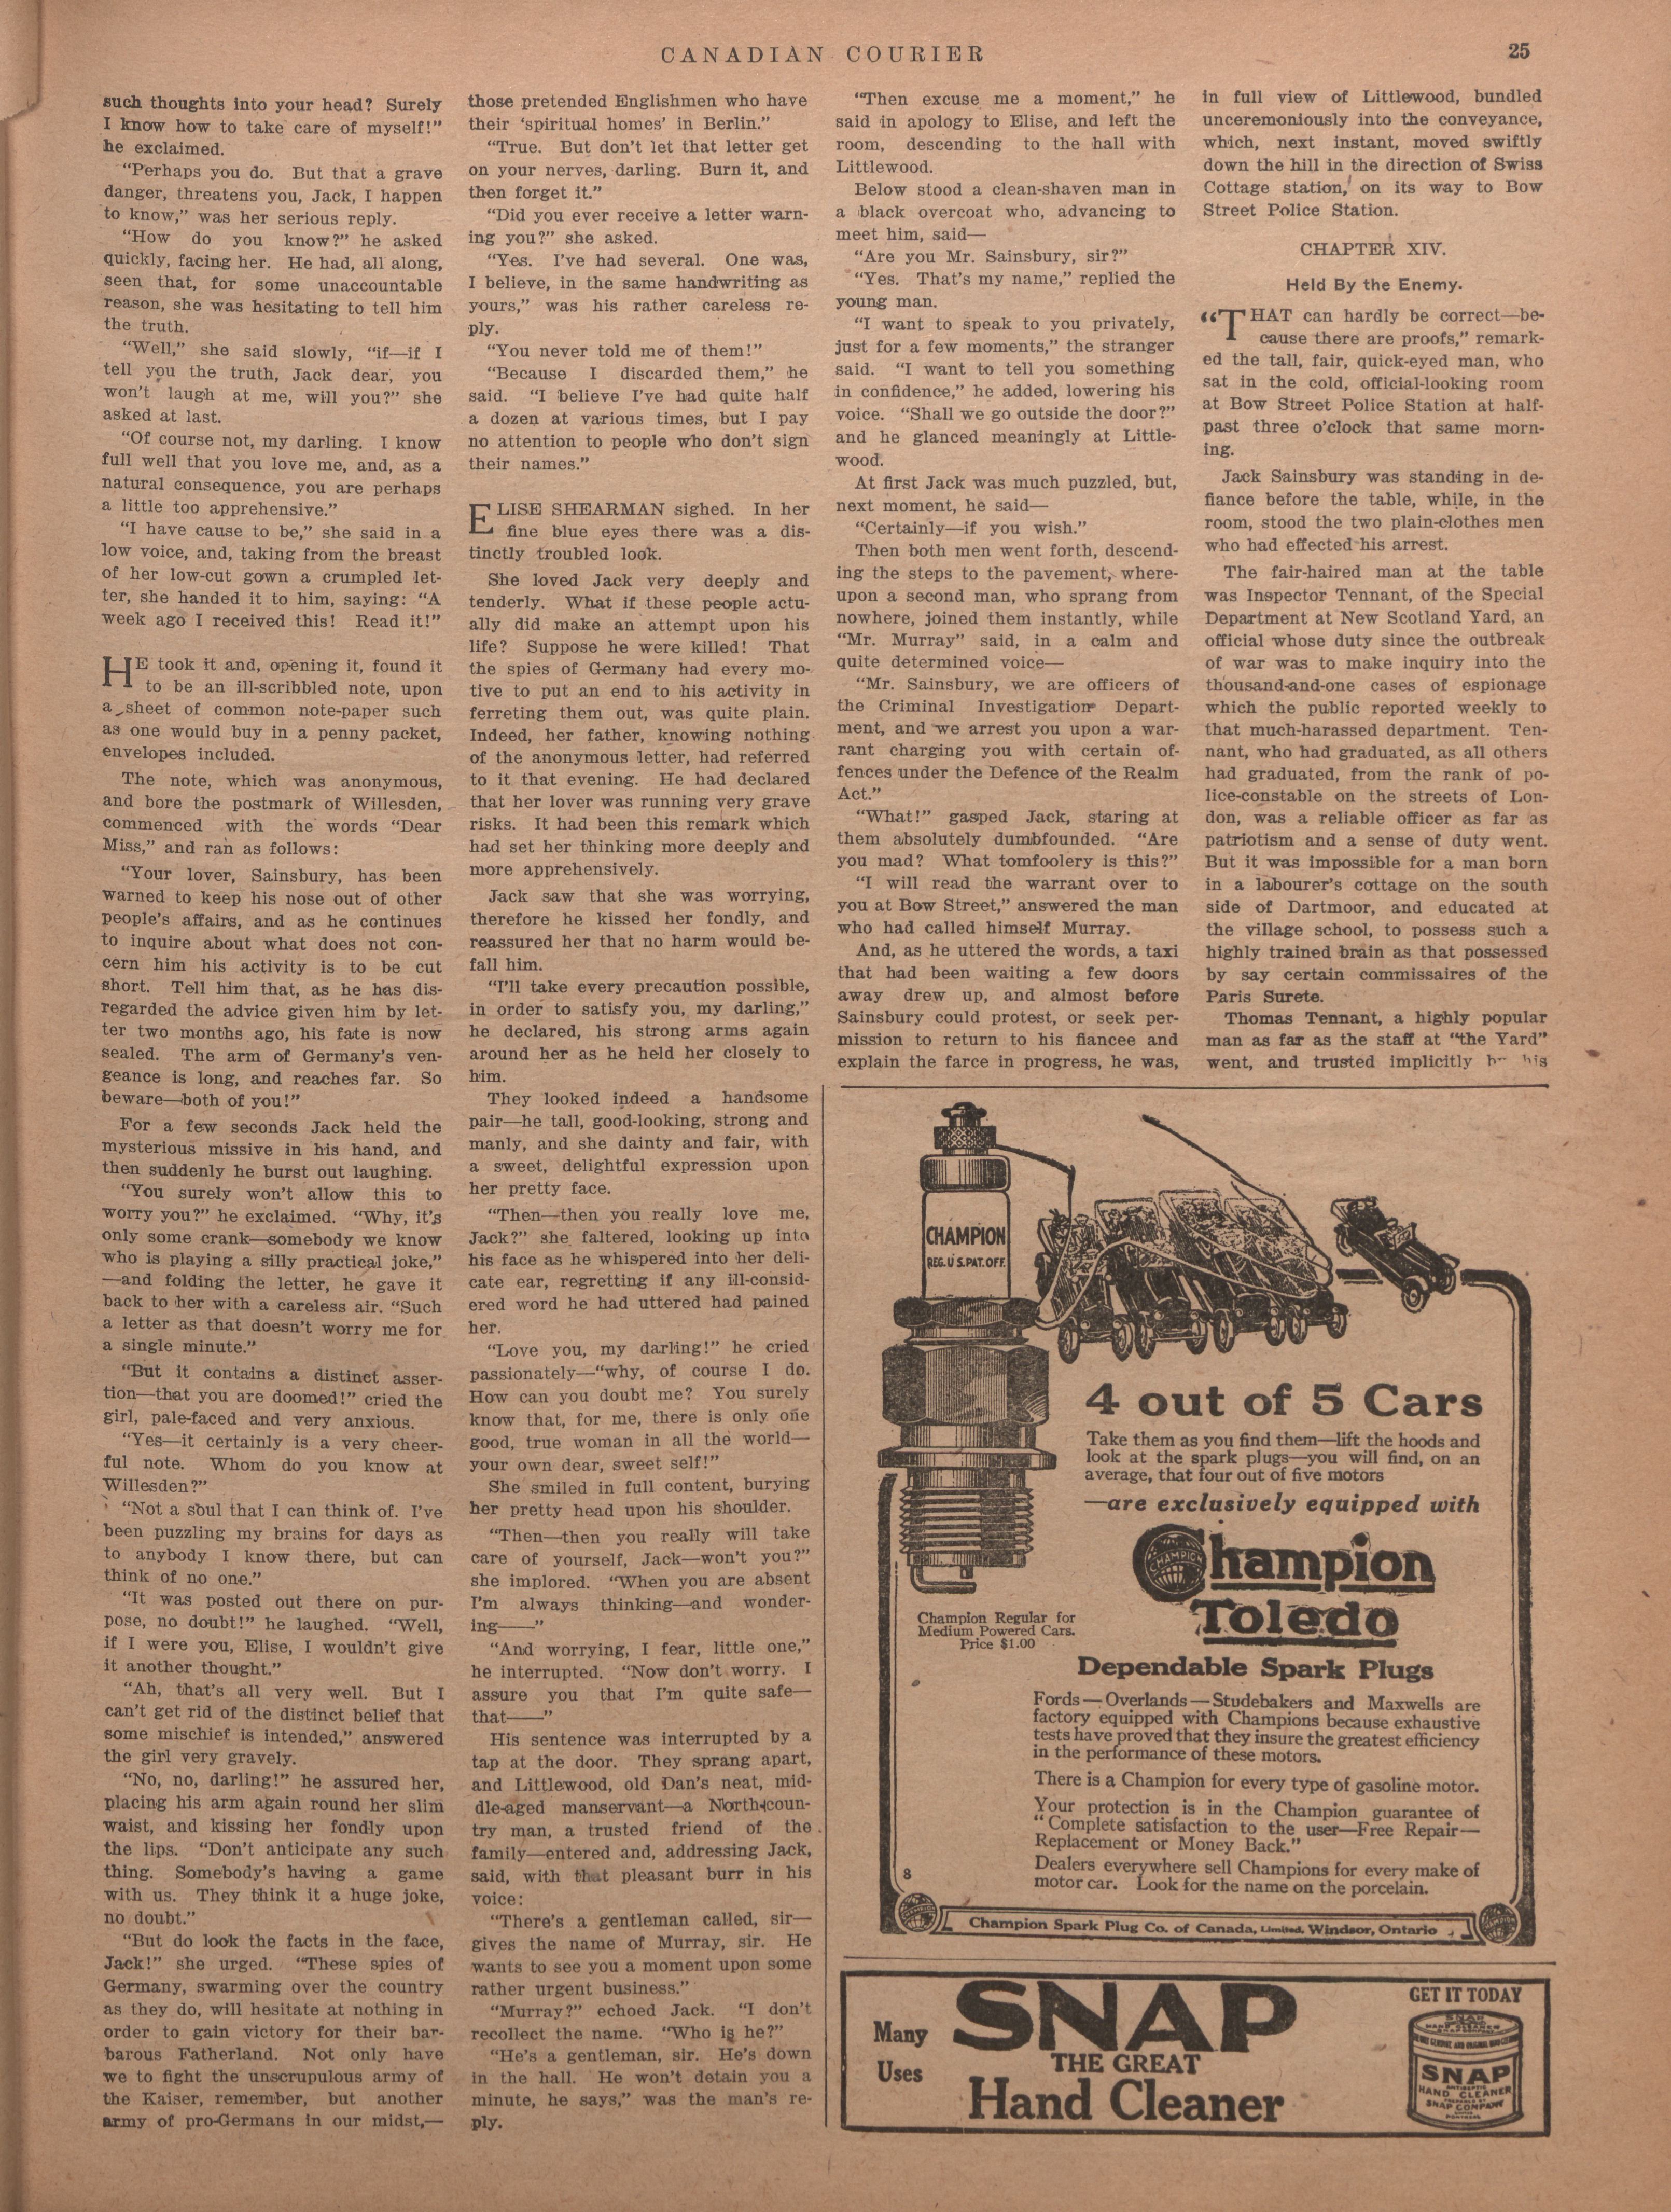 CANADIAN COURIER
25
such thoughts into your head? Surely
I know how to take care of myself!"
he exclaimed.
"Perhaps you do. But that a grave
danger, threatens you, Jack, I happen
to know," was her serious reply.
"How do you know?" he asked
quickly, facing her. He had, all along,
seen that, for some unaccountable
reason, she was hesitating to tell him
the truth.
"Well," she said slowly, "if—if I
tell you the truth, Jack dear, you
won't laugh at me, will you?" she
asked at last.
"Of course not, my darling. I know
full well that you love me, and, as a
natural consequence, you are perhaps
a little too apprehensive."
"I have cause to be," she said in a
low voice, and, taking from the breast
of her low-cut gown a crumpled let-
ter, she handed it to him, saying: "A
week ago I received this! Read it!"
HE took it and, opening it, found it
to be an ill-scribbled note, upon
a sheet of common note-paper such
as one would buy in a penny packet,
envelopes included.
The note, which was anonymous,
and bore the postmark of Willesden,
commenced with the words "Dear
Miss," and ran as follows:
"Your lover, Sainsbury, has been
warned to keep his nose out of other
people's affairs, and as he continues
to inquire about what does not con-
cern him his activity is to be cut
short. Tell him that, as he has dis-
regarded the advice given him by let-
ter two months ago, his fate is now
sealed. The arm of Germany's ven-
geance is long, and reaches far. So
beware—both of you!"
For a few seconds Jack held the
mysterious missive in his hand, and
then suddenly he burst out laughing.
"You surely won't allow this to
worry you?" he exclaimed. "Why, it's
only some crank—somebody we know
who is playing a silly practical joke,"
—and folding the letter, he gave it
back to her with a careless air. "Such
a letter as that doesn't worry me for
a single minute."
"But it contains a distinct asser-
tion—that you are doomed!" cried the
girl, pale-faced and very anxious.
"Yes—it certainly is a very cheer-
ful note. Whom do you know at
Willesden?"
"Not a soul that I can think of. I've
been puzzling my brains for days as
to anybody I know there, but can
think of no one."
"It was posted out there on pur-
pose, no doubt!" he laughed. "Well,
if I were you, Elise, I wouldn't give
it another thought."
"Ah, that's all very well. But I
can't get rid of the distinct belief that
some mischief is intended," answered
the girl very gravely.
"No, no, darling!" he assured her,
placing his arm again round her slim
waist, and kissing her fondly upon
the lips. "Don't anticipate any such
thing. Somebody's having a game
with us. They think it a huge joke,
no doubt."
"But do look the facts in the face,
Jack!" she urged. "These spies of
Germany, swarming over the country
as they do, will hesitate at nothing in
order to gain victory for their bar-
barous Fatherland. Not only have
we to fight the unscrupulous army of
the Kaiser, remember, but another
army of pro-Germans in our midst,—
those pretended Englishmen who have
their 'spiritual homes' in Berlin."
"True. But don't let that letter get
on your nerves, darling. Burn it, and
then forget it."
"Did you ever receive a letter warn-
ing you?" she asked.
"Yes. I've had several. One was,
I believe, in the same handwriting as
yours," was his rather careless re-
ply.
"You never told me of them!"
"Because I discarded them," he
said. "I believe I've had quite half
a dozen at various times, but I pay
no attention to people who don't sign
their names."
ELISE SHEARMAN sighed. In her
fine blue eyes there was a dis-
tinctly troubled look.
She loved Jack very deeply and
tenderly. What if these people actu-
ally did make an attempt upon his
life? Suppose he were killed! That
the spies of Germany had every mo-
tive to put an end to his activity in
ferreting them out, was quite plain.
Indeed, her father, knowing nothing
of the anonymous letter, had referred
to it that evening. He had declared
that her lover was running very grave
risks. It had been this remark which
had set her thinking more deeply and
more apprehensively.
Jack saw that she was worrying,
therefore he kissed her fondly, and
reassured her that no harm would be-
fall him.
"I'll take every precaution possible,
in order to satisfy you, my darling,"
he declared, his strong arms again
around her as he held her closely to
him.
They looked indeed a handsome
pair—he tall, good-looking, strong and
manly, and she dainty and fair, with
a sweet, delightful expression upon
her pretty face.
"Then—then you really love me,
Jack?" she faltered, looking up into
his face as he whispered into her deli-
cate ear, regretting if any ill-consid-
ered word he had uttered had pained
her.
"Love you, my darling!" he cried
passionately—"why, of course I do.
How can you doubt me? You surely
know that, for me, there is only one
good, true woman in all the world—
your own dear, sweet self!"
She smiled in full content, burying
her pretty head upon his shoulder.
"Then—then you really will take
care of yourself, Jack—won't you?"
she implored. "When you are absent
I'm always thinking—and wonder-
ing——"
"And worrying, I fear, little one,"
he interrupted. "Now don't worry. I
assure you that I'm quite safe—
that——"
His sentence was interrupted by a
tap at the door. They sprang apart,
and Littlewood, old Dan's neat, mid-
dle-aged manservant—a North-coun-
try man, a trusted friend of the
family—entered and, addressing Jack,
said, with that pleasant burr in his
voice:
"There's a gentleman called, sir—
gives the name of Murray, sir. He
wants to see you a moment upon some
rather urgent business."
"Murray?" echoed Jack. "I don't
recollect the name. "Who is he?"
"He's a gentleman, sir. He's down
in the hall. He won't detain you a
minute, he says," was the man's re-
ply.
"Then excuse me a moment," he
said in apology to Elise, and left the
room, descending to the hall with
Littlewood.
Below stood a clean-shaven man in
a black overcoat who, advancing to
meet him, said—
"Are you Mr. Sainsbury, sir?"
"Yes. That's my name," replied the
young man.
"I want to speak to you privately,
just for a few moments," the stranger
said. "I want to tell you something
in confidence," he added, lowering his
voice. "Shall we go outside the door?"
and he glanced meaningly at Little-
wood.
At first Jack was much puzzled, but,
next moment, he said—
"Certainly—if you wish."
Then both men went forth, descend-
ing the steps to the pavement, where-
upon a second man, who sprang from
nowhere, joined them instantly, while
"Mr. Murray" said, in a calm and
quite determined voice—
"Mr. Sainsbury, we are officers of
the Criminal Investigation Depart-
ment, and we arrest you upon a war-
rant charging you with certain of-
fences under the Defence of the Realm
Act."
"What!" gasped Jack, staring at
them absolutely dumbfounded. "Are
you mad? What tomfoolery is this?"
"I will read the warrant over to
you at Bow Street," answered the man
who had called himself Murray.
And, as he uttered the words, a taxi
that had been waiting a few doors
away drew up, and almost before
Sainsbury could protest, or seek per-
mission to return to his fiancee and
explain the farce in progress, he was,
in full view of Littlewood, bundled
unceremoniously into the conveyance,
which, next instant, moved swiftly
down the hill in the direction of Swiss
Cottage station, on its way to Bow
Street Police Station.
CHAPTER XIV.
Held By the Enemy.
"THAT can hardly be correct—be-
cause there are proofs," remark-
ed the tall, fair, quick-eyed man, who
sat in the cold, official-looking room
at Bow Street Police Station at half-
past three o'clock that same morn-
ing.
Jack Sainsbury was standing in de-
fiance before the table, while, in the
room, stood the two plain-clothes men
who had effected his arrest.
The fair-haired man at the table
was Inspector Tennant, of the Special
Department at New Scotland Yard, an
official whose duty since the outbreak
of war was to make inquiry into the
thousand-and-one cases of espionage
which the public reported weekly to
that much-harassed department. Ten-
nant, who had graduated, as all others
had graduated, from the rank of po-
lice-constable on the streets of Lon-
don, was a reliable officer as far as
patriotism and a sense of duty went.
But it was impossible for a man born
in a labourer's cottage on the south
side of Dartmoor, and educated at
the village school, to possess such a
highly trained brain as that possessed
by say certain commissaires of the
Paris Surete.
Thomas Tennant, a highly popular
man as far as the staff at "the Yard"
went, and trusted implicitly his
CHAMPION
REG. U.S. PAT. OFF.
4 out of 5 Cars
Take them as you find them—lift the hoods and
look at the spark plugs—you will find, on an
average, that four out of five motors
—are exclusively equipped with
CHAMPION
Champion
Toledo
Champion Regular for
Medium Powered Cars.
Price $1.00
Dependable Spark Plugs
Fords—Overlands—Studebakers and Maxwells are
factory equipped with Champions because exhaustive
tests have proved that they insure the greatest efficiency
in the performance of these motors.
There is a Champion for every type of gasoline motor.
Your protection is in the Champion guarantee of
"Complete satisfaction to the user—Free Repair—
Replacement or Money Back."
Dealers everywhere sell Champions for every make of
motor car. Look for the name on the porcelain.
8
Champion Spark Plug Co. of Canada, Limited, Windsor, Ontario
Many
Uses
SNAP
THE GREAT
Hand Cleaner
GET IT TODAY
SNAP
HAND CLEANER
SNAP COMPANY